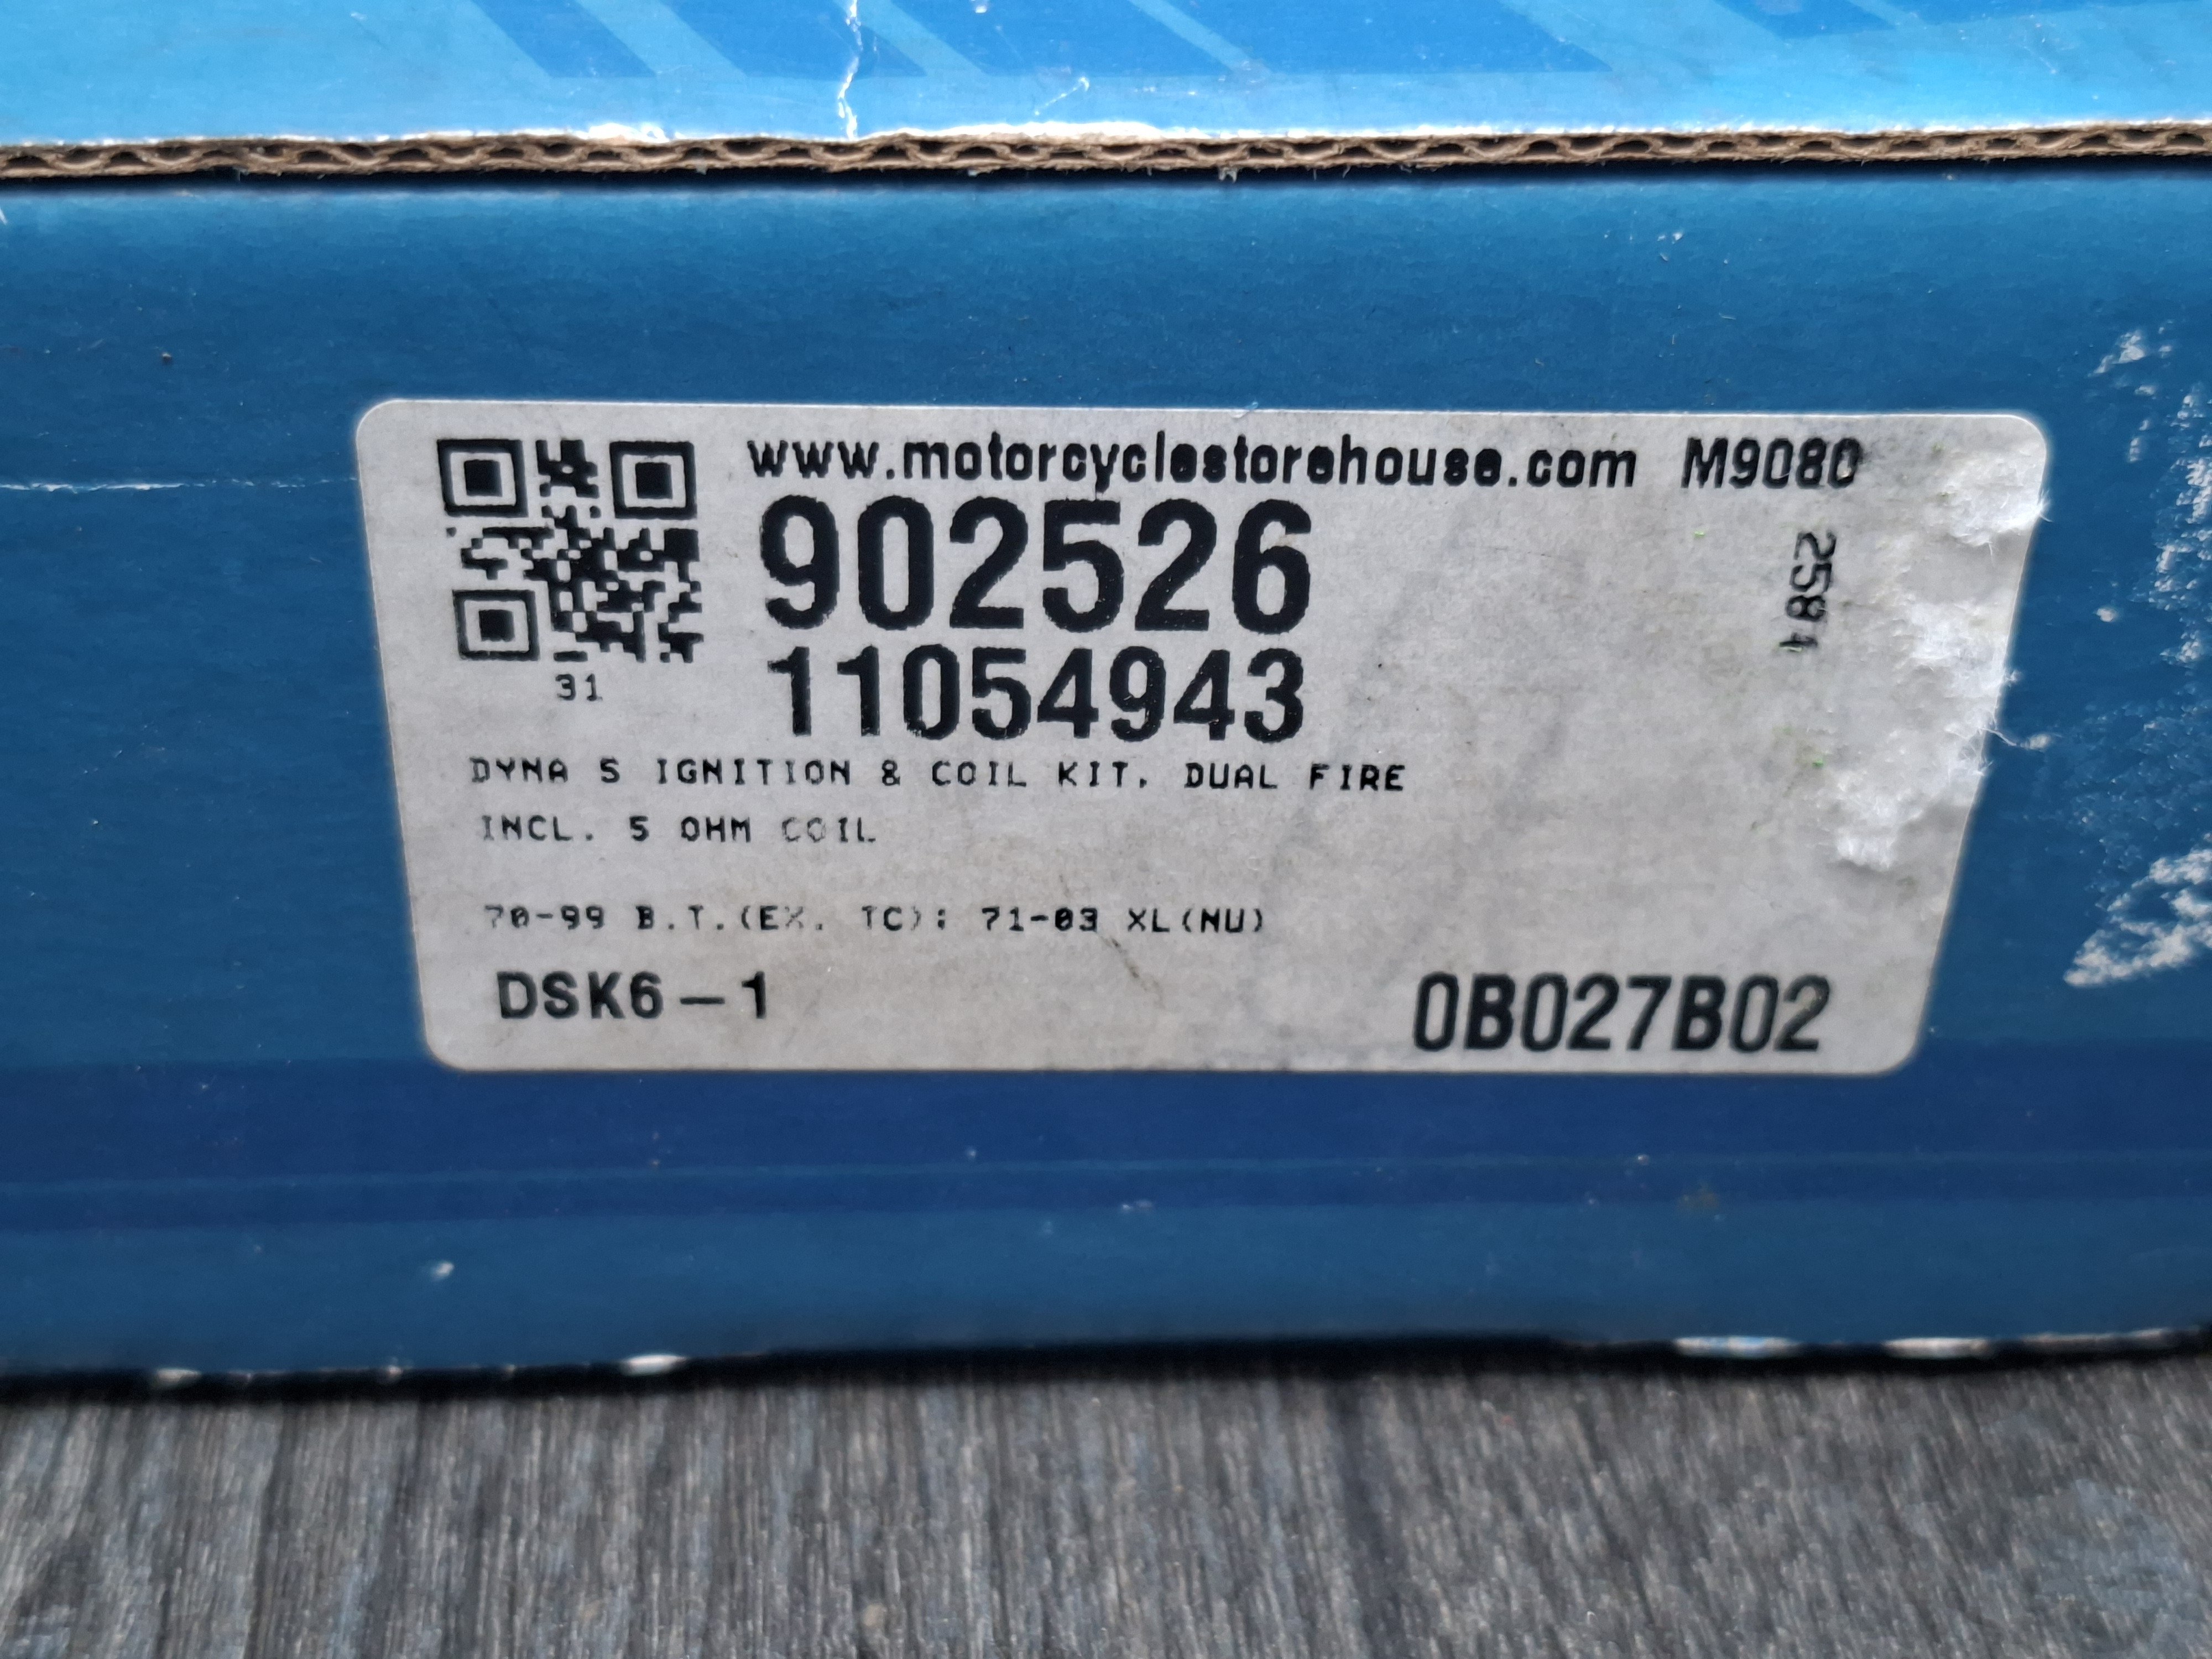 www.motorcyclestorehouse.com M9080
902526
2584
11054943
31
DYNA S IGNITION & COIL KIT, DUAL FIRE
INCL. 5 OHM COIL
70-99 B.T.(EX. TC); 71-03 XL(NU)
DSK6-1
0B027B02